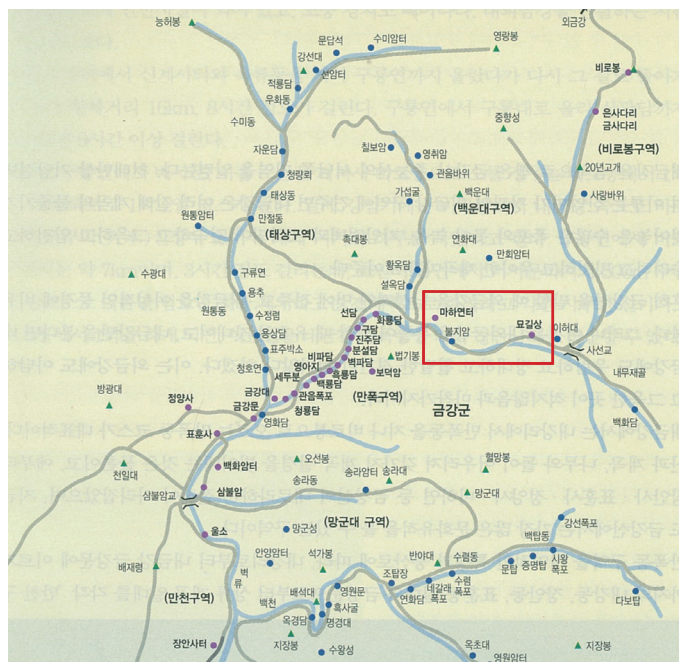 능허봉
외금강
영랑봉
문답석
수미암터
강선대
선암터
적룡담
우화동
비로봉
은사다리
금사다리
수미동
중향성
(비로봉구역)
자운담
칠보암
영취암
청랑뢰
관음바위
20년고개
태상동
가섭굴
백운대
사랑바위
원통암터
만절동
(백운대구역)
(태상구역)
촉대봉
연화대
만회암터
수광대
구류연
황옥담
설옥담
용추
원통동
수정렴
선담
화룡담
마하연터
구담
진주담
불지암
묘길상
이허대
용상담
분설담
표주박소
비파담
벽파담
법기봉
사선교
영아지
청호연
세두분
흑룡담
보덕암
내무재골
백룡담
방광대
금강대
관음폭포
(만폭구역)
정양사
금강문
청룡담
금강군
백화담
영화담
표훈사
오선봉
혈망봉
천일대
백화암터
송라동
송라암터
송라대
삼불암교
삼불암
망군대
강선폭포
울소
망군성
(망군대 구역)
백탑동
안양암터
석가봉
반야대
수렴동
시왕
폭포
배재령
벽
류
문탑
증명탑
조탑장
(만천구역)
백천
배석대
영원문
연화담
네갈래
폭포
수렴
폭포
다보탑
흑사굴
옥경담
명경대
장안사터
지장봉
수왕성
옥초대
영원암터
지장봉